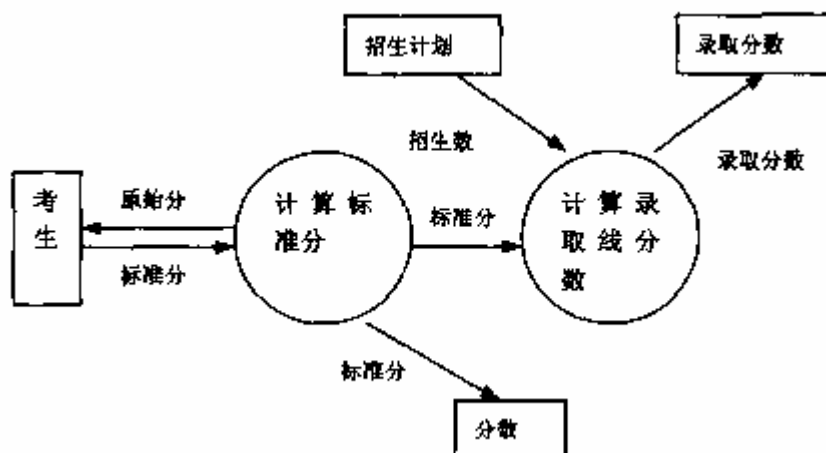 招生计划
录取分数
招生数
录取分数
考
生
原始分
标准分
计算标
准分
标准分
计算录
取线分
数
标准分
分数